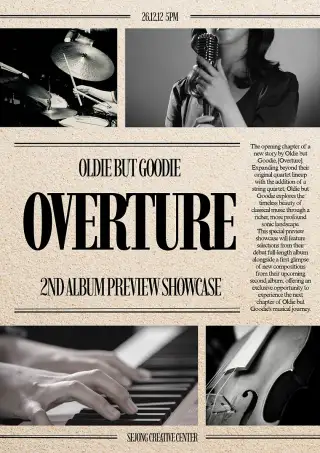 26.12.12 5PM
OLDIE BUT GOODIE
OVERTURE
2ND ALBUM PREVIEW SHOWCASE
The opening chapter of a
new story by Oldie but
Goodie, [Overture].
Expanding beyond their
original quartet lineup
with the addition of a
string quartet, Oldie but
Goodie explores the
timeless beauty of
classical music through a
richer, more profound
sonic landscape.
This special preview
showcase will feature
selections from their
debut full-length album
alongside a first glimpse
of new compositions
from their upcoming
second album, offering an
exclusive opportunity to
experience the next
chapter of Oldie but
Goodie's musical journey.
SEJONG CREATIVE CENTER